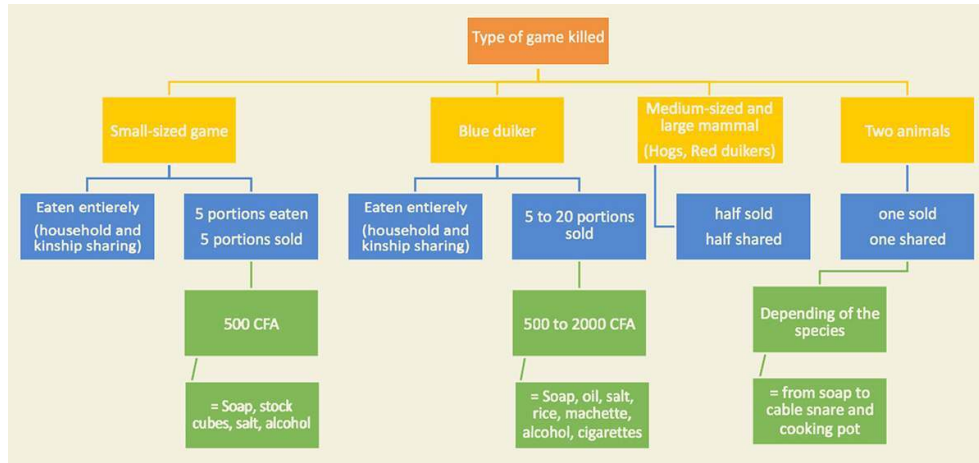 Type of game killed
Small-sized game
Blue duiker
Medium-sized and
large mammal
(Hogs, Red duikers)
Two animals
Eaten entierely
(household and
kinship sharing)
5 portions eaten
5 portions sold
Eaten entierely
(household and
kinship sharing)
5 to 20 portions
sold
half sold
half shared
one sold
one shared
500 CFA
500 to 2000 CFA
Depending of the
species
= Soap, stock
cubes, salt, alcohol
= Soap, oil, salt,
rice, machette,
alcohol, cigarettes
= from soap to
cable snare and
cooking pot